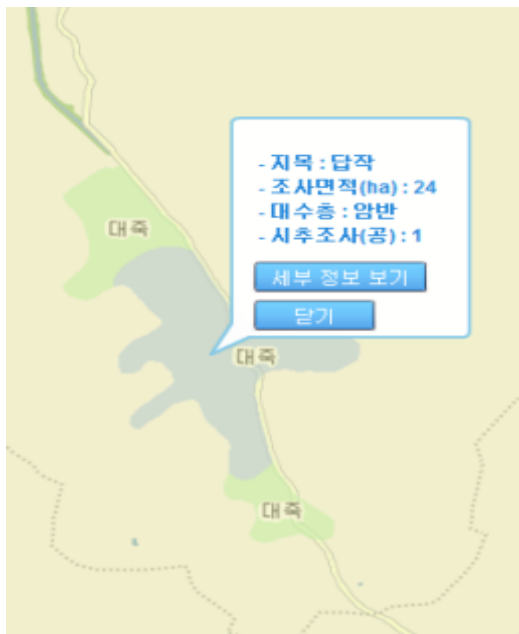 - 지목 : 답작
- 조사면적(ha) : 24
- 대수층 : 암반
- 시추조사(공) : 1
세부 정보 보기
닫기
대죽
대죽
대죽